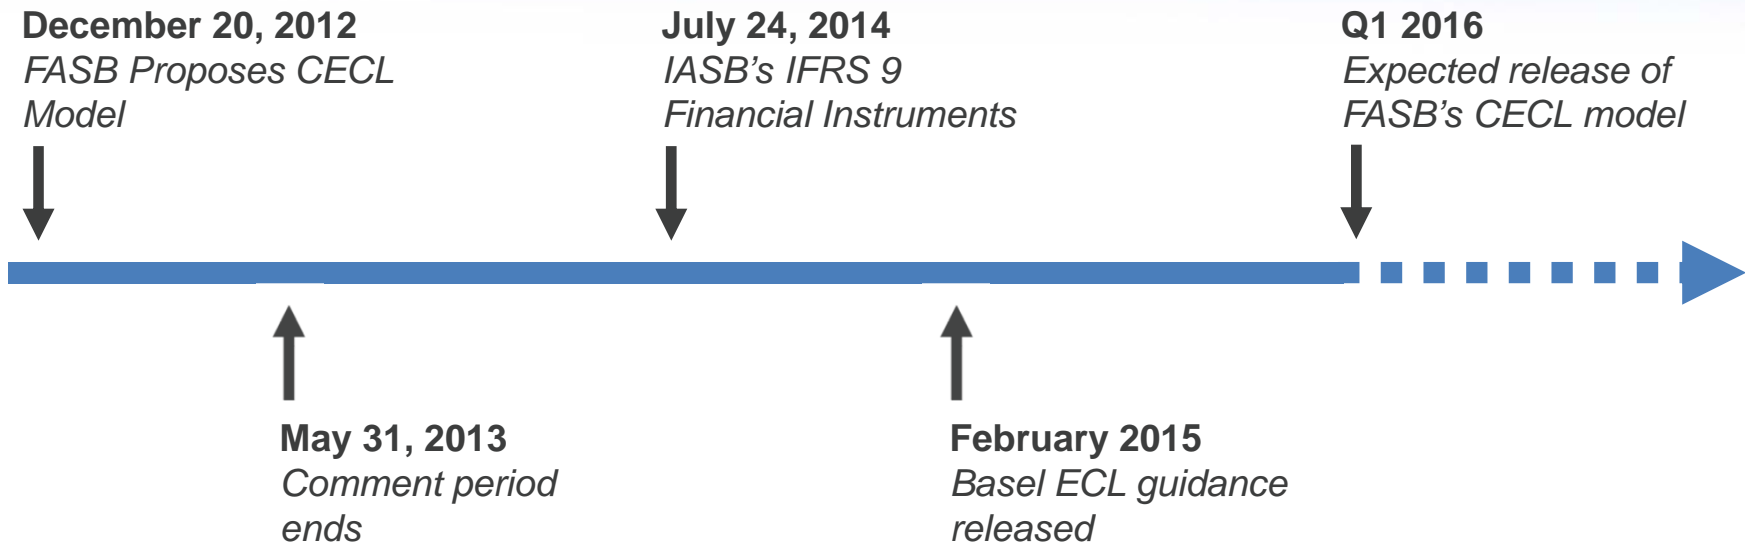 December 20, 2012
FASB Proposes CECL
Model
July 24, 2014
IASB’s IFRS 9
Financial Instruments
Q1 2016
Expected release of
FASB’s CECL model
May 31, 2013
Comment period
ends
February 2015
Basel ECL guidance
released